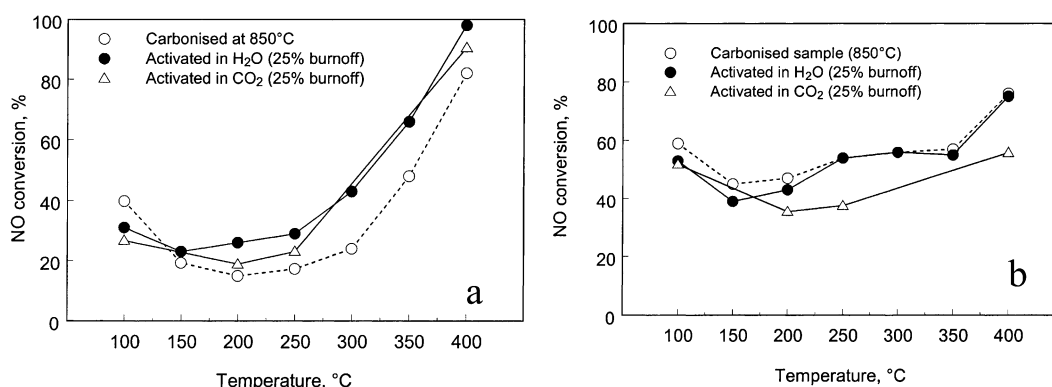 100
80
60
40
20
0
NO conversion, %
Carbonised at 850°C
Activated in H₂O (25% burnoff)
Activated in CO₂ (25% burnoff)
a
100 150 200 250 300 350 400
Temperature, °C
100
80
60
40
20
0
NO conversion, %
Carbonised sample (850°C)
Activated in H₂O (25% burnoff)
Activated in CO₂ (25% burnoff)
b
100 150 200 250 300 350 400
Temperature, °C